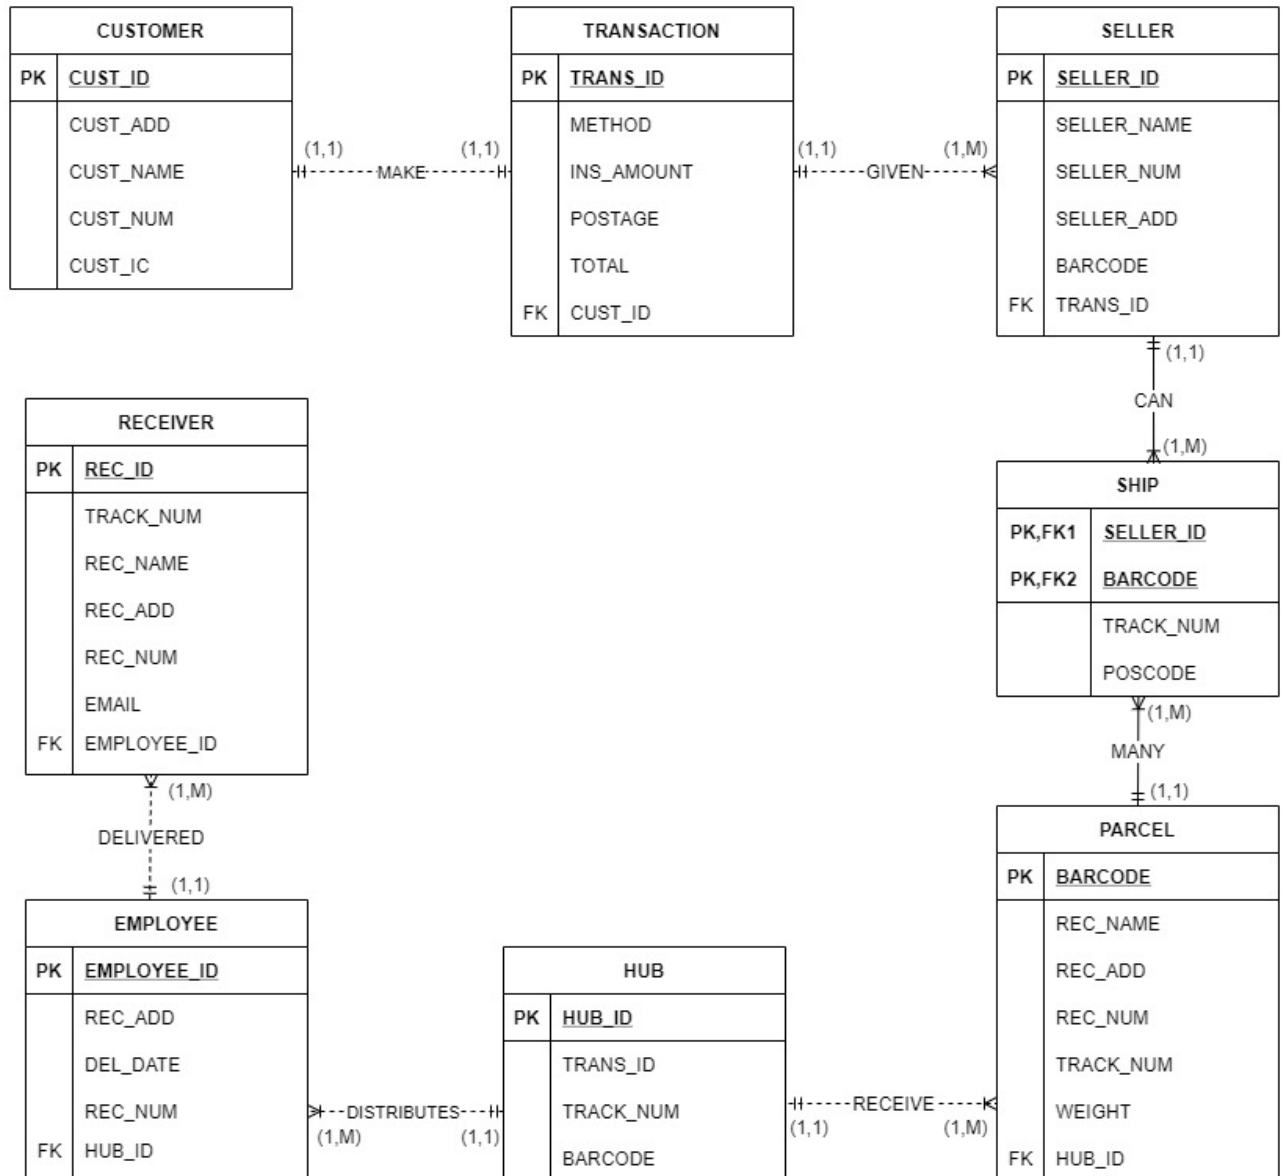 CUSTOMER
PK CUST_ID
CUST_ADD
CUST_NAME
CUST_NUM
CUST_IC
(1,1) MAKE (1,1)
TRANSACTION
PK TRANS_ID
METHOD
INS_AMOUNT
POSTAGE
TOTAL
FK CUST_ID
(1,1) GIVEN (1,M)
SELLER
PK SELLER_ID
SELLER_NAME
SELLER_NUM
SELLER_ADD
BARCODE
FK TRANS_ID
(1,1)
CAN
(1,M)
SHIP
PK,FK1 SELLER_ID
PK,FK2 BARCODE
TRACK_NUM
POSCODE
(1,M)
MANY
(1,1)
PARCEL
PK BARCODE
REC_NAME
REC_ADD
REC_NUM
TRACK_NUM
WEIGHT
FK HUB_ID
(1,1) RECEIVE (1,M)
HUB
PK HUB_ID
TRANS_ID
TRACK_NUM
BARCODE
(1,M) DISTRIBUTES (1,1)
RECEIVER
PK REC_ID
TRACK_NUM
REC_NAME
REC_ADD
REC_NUM
EMAIL
FK EMPLOYEE_ID
(1,M)
DELIVERED
(1,1)
EMPLOYEE
PK EMPLOYEE_ID
REC_ADD
DEL_DATE
REC_NUM
FK HUB_ID